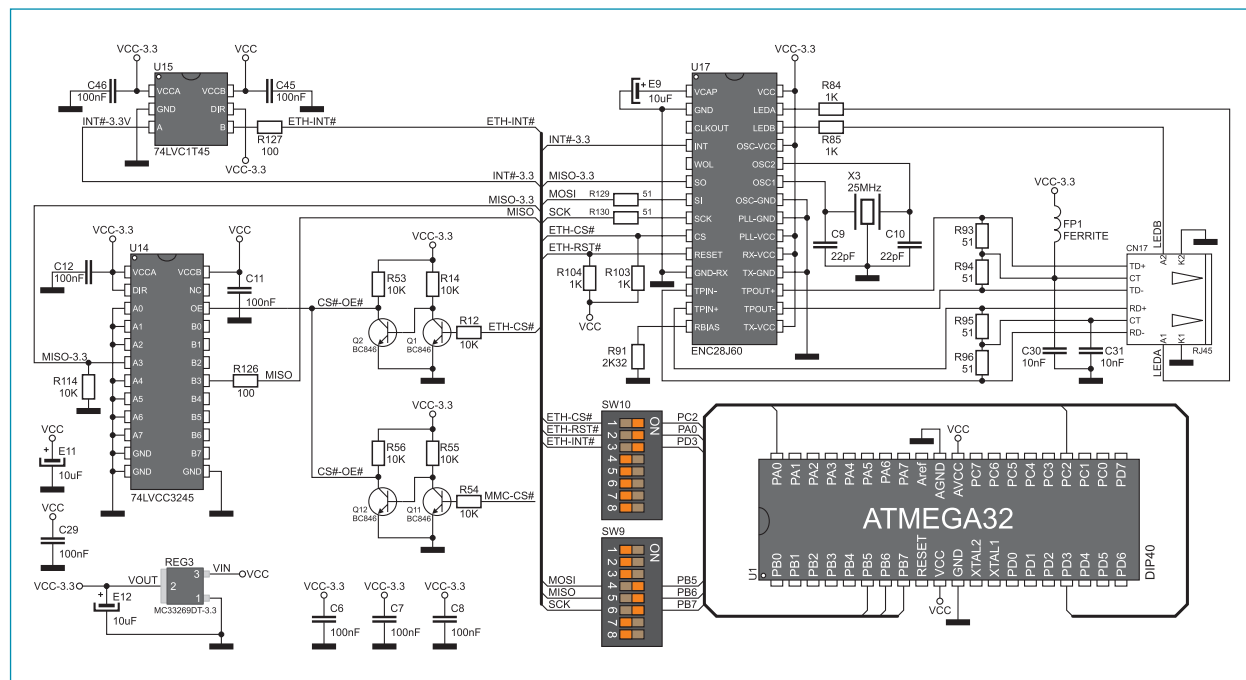 VCC-3.3
VCC
U15
C46
100nF
VCCA
VCCB
C45
100nF
GND
DIR
A
B
INT#-3.3V
ETH-INT#
R127
100
74LVC1T45
VCC-3.3
ETH-INT#
INT#-3.3
MISO-3.3
MISO
MISO-3.3
VCC-3.3
VCC
U14
C12
100nF
C11
100nF
VCCA
DIR
A0
A1
A2
A3
A4
A5
A6
A7
GND
GND
VCCB
NC
OE
B0
B1
B2
B3
B4
B5
B6
B7
GND
74LVCC3245
MISO-3.3
R114
10K
R126
100
MISO
CS#-OE#
VCC-3.3
R53
10K
R14
10K
Q2
BC846
Q1
BC846
R12
10K
ETH-CS#
VCC-3.3
R56
10K
R55
10K
CS#-OE#
Q12
BC846
Q11
BC846
R54
10K
MMC-CS#
VCC
E11
10uF
VCC
C29
100nF
REG3
VCC-3.3
VOUT
2
3
1
VIN
VCC
MC33269DT-3.3
E12
10uF
VCC-3.3
C6
100nF
VCC-3.3
C7
100nF
VCC-3.3
C8
100nF
U17
VCC-3.3
E9
10uF
VCAP
GND
CLKOUT
INT
WOL
SO
SI
SCK
CS
RESET
GND-RX
TPIN-
TPIN+
RBIAS
VCC
LEDA
LEDB
OSC-VCC
OSC2
OSC1
OSC-GND
PLL-GND
PLL-VCC
RX-VCC
TX-GND
TPOUT+
TPOUT-
TX-VCC
ENC28J60
INT#-3.3
MISO-3.3
MOSI
R129
51
SCK
R130
51
ETH-CS#
ETH-RST#
R104
1K
R103
1K
VCC
R91
2K32
R84
1K
R85
1K
X3
25MHz
C9
22pF
C10
22pF
VCC-3.3
FP1
FERRITE
R93
51
R94
51
R95
51
R96
51
C30
10nF
C31
10nF
CN17
LEDB
A2
K2
TD+
CT
TD-
RD+
CT
RD-
LEDA
A1
K1
RJ45
SW10
ETH-CS#
ETH-RST#
ETH-INT#
1
2
3
4
5
6
7
8
ON
PC2
PA0
PD3
SW9
MOSI
MISO
SCK
1
2
3
4
5
6
7
8
ON
PB5
PB6
PB7
VCC
PA0
PA1
PA2
PA3
PA4
PA5
PA6
PA7
Aref
AGND
AVCC
PC7
PC6
PC5
PC4
PC3
PC2
PC1
PC0
PD7
ATMEGA32
U1
PB0
PB1
PB2
PB3
PB4
PB5
PB6
PB7
RESET
VCC
GND
XTAL2
XTAL1
PD0
PD1
PD2
PD3
PD4
PD5
PD6
DIP40
VCC